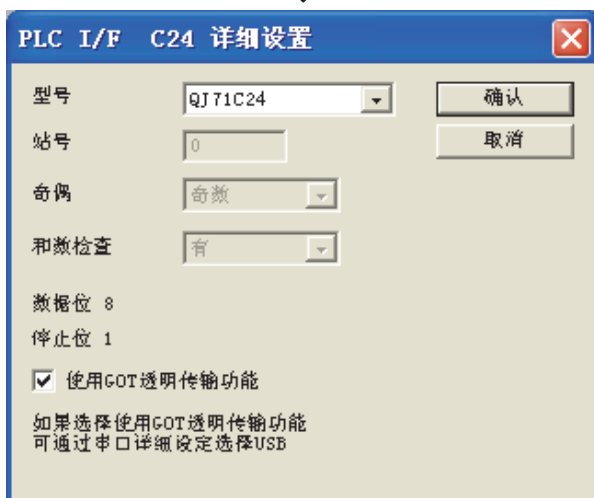 PLC I/F C24 详细设置
型号 QJ71C24 确认
站号 0 取消
奇偶 奇数
和数检查 有
数据位 8
停止位 1
使用GOT透明传输功能
如果选择使用GOT透明传输功能
可通过串口详细设定选择USB